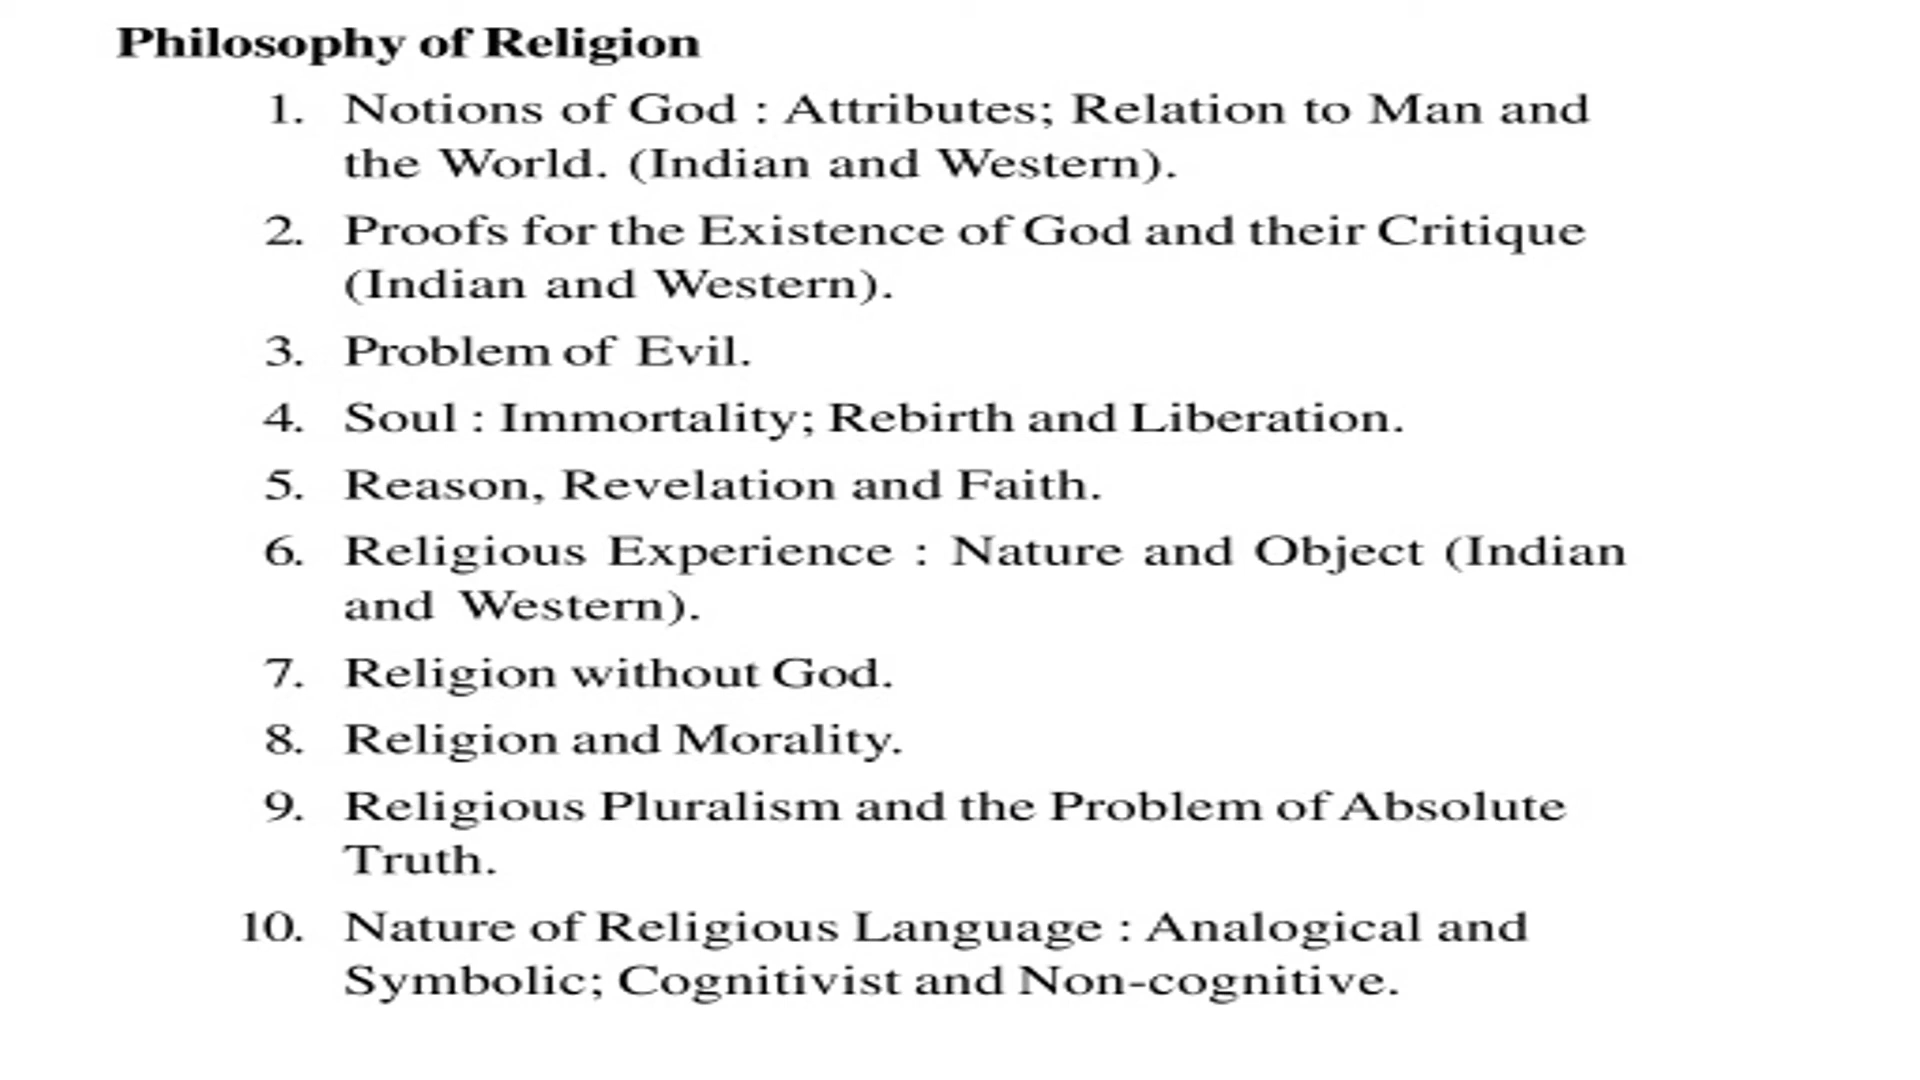 Philosophy of Religion
1. Notions of God : Attributes; Relation to Man and
the World. (Indian and Western).
2. Proofs for the Existence of God and their Critique
(Indian and Western).
3. Problem of Evil.
4. Soul : Immortality; Rebirth and Liberation.
5. Reason, Revelation and Faith.
6. Religious Experience : Nature and Object (Indian
and Western).
7. Religion without God.
8. Religion and Morality.
9. Religious Pluralism and the Problem of Absolute
Truth.
10. Nature of Religious Language : Analogical and
Symbolic; Cognitivist and Non-cognitive.